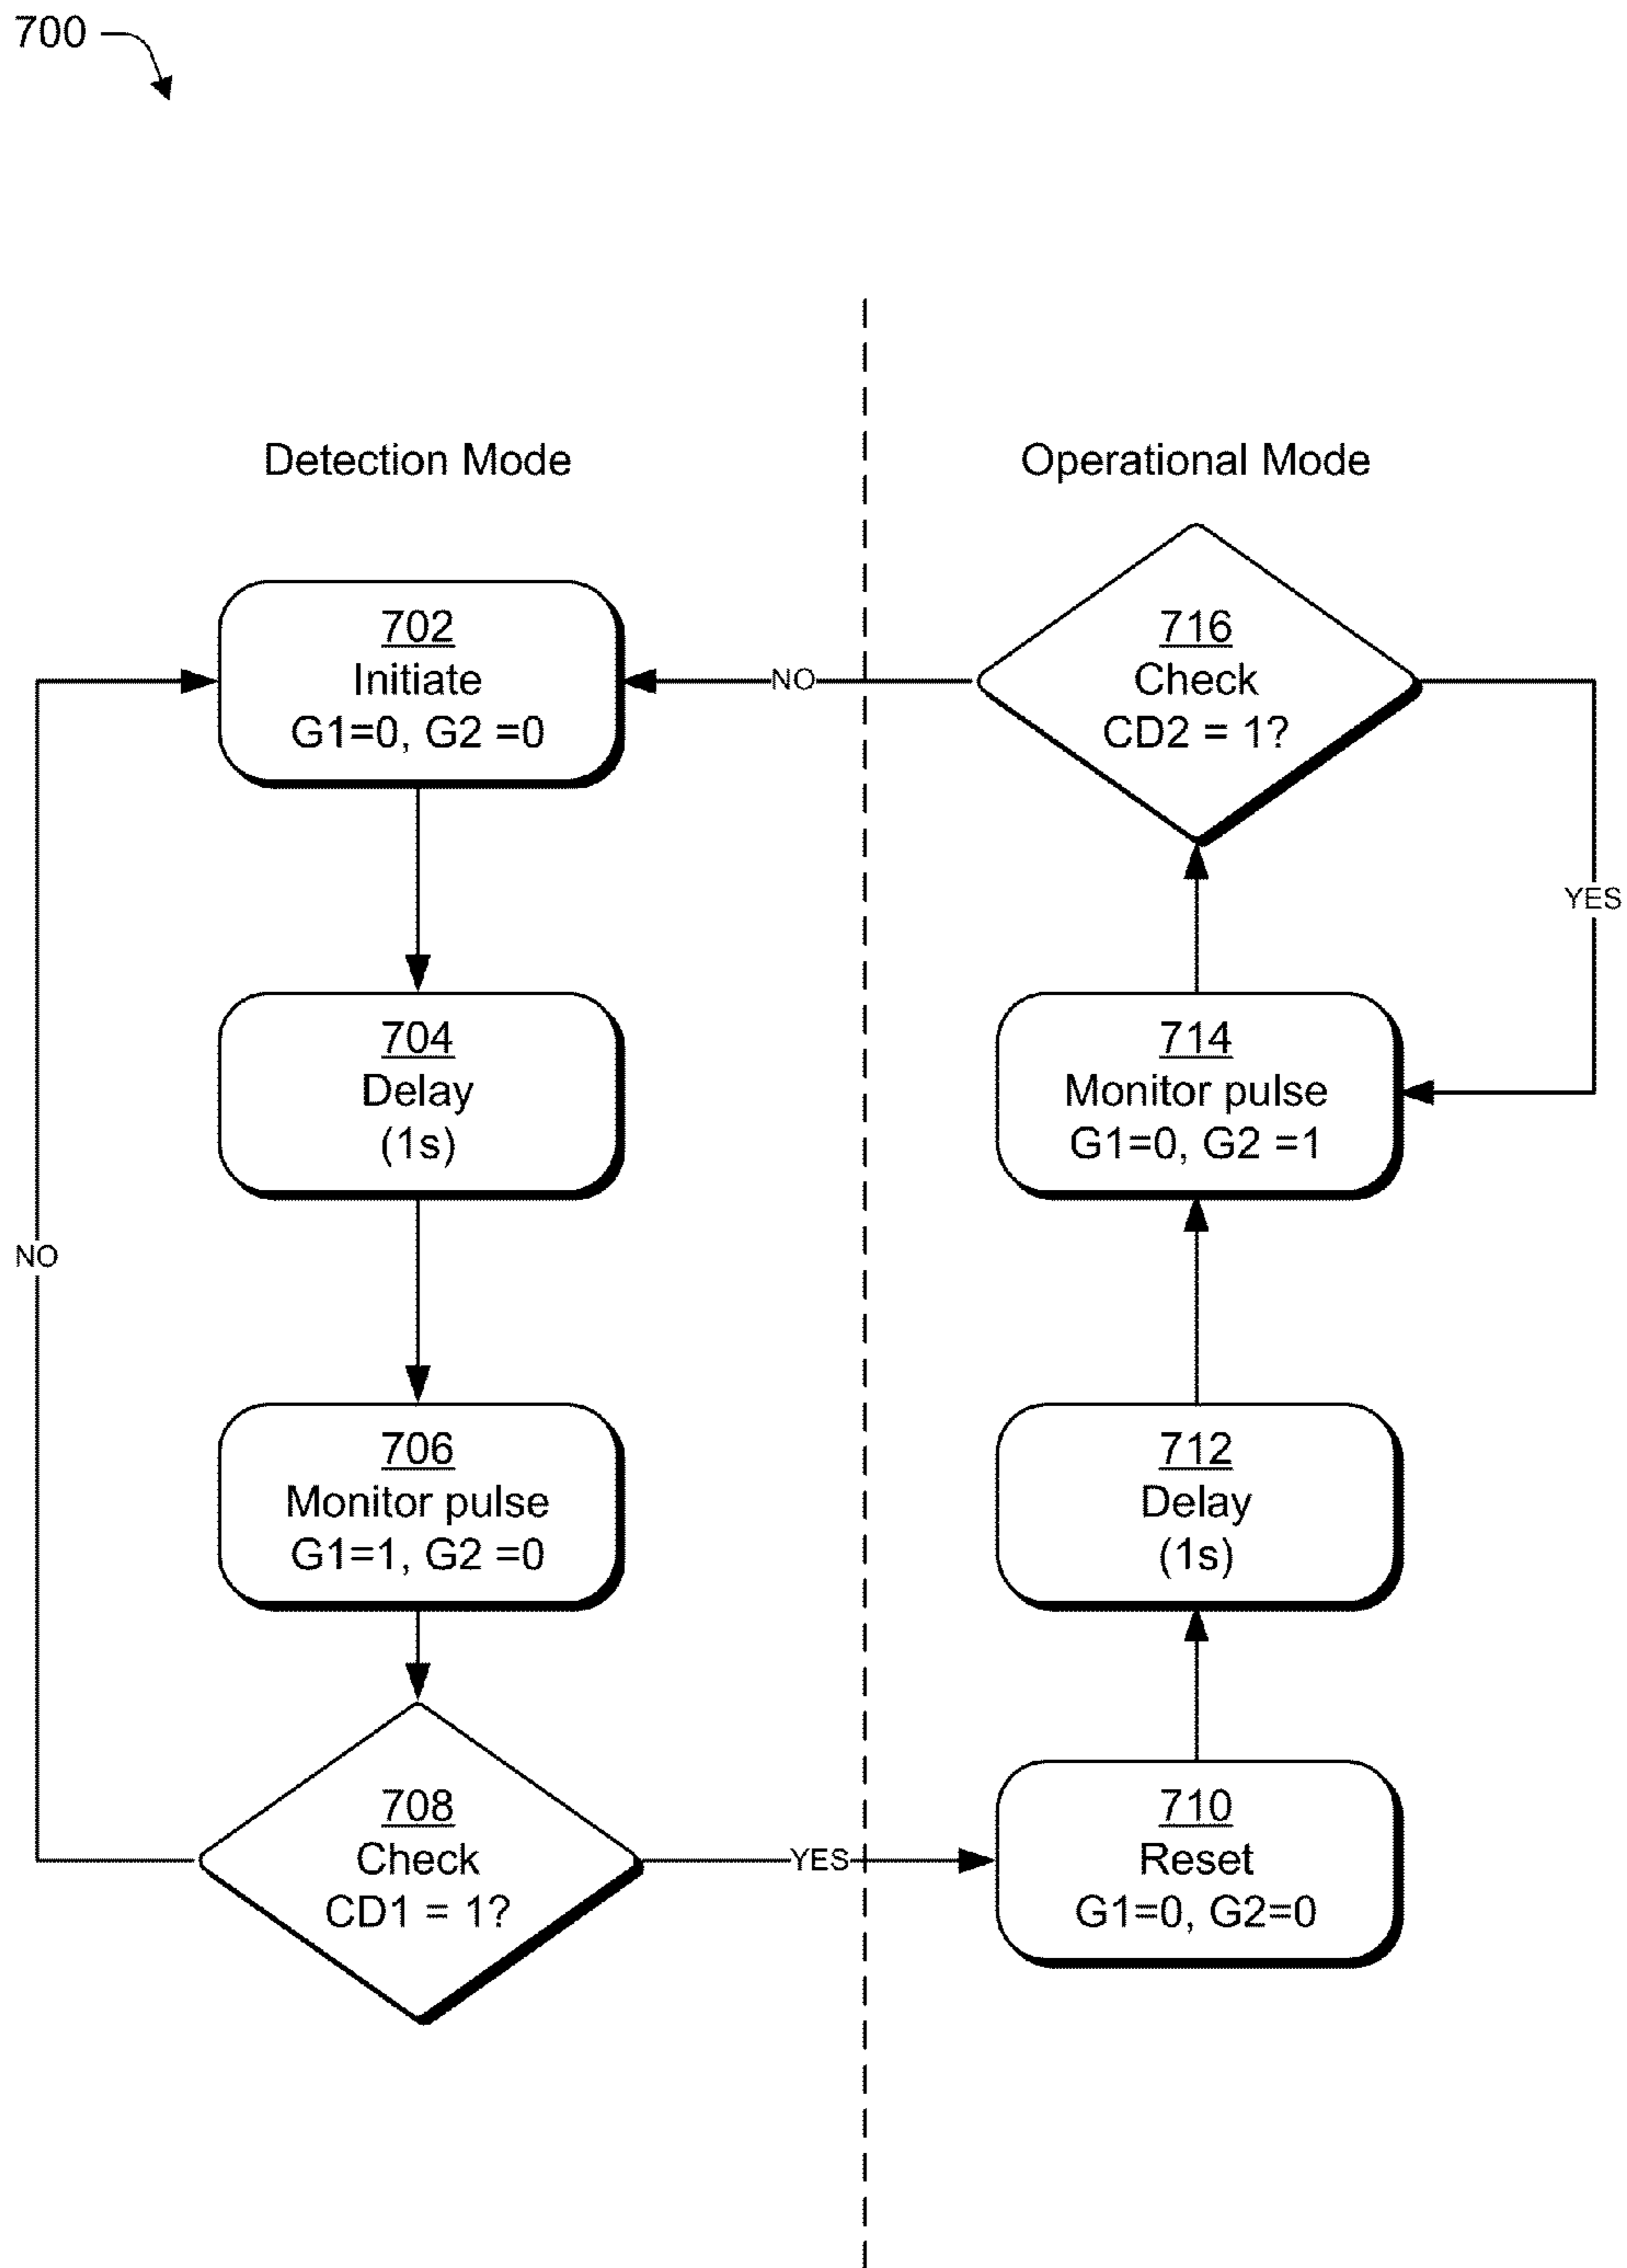 700
Detection Mode
702
Initiate
G1=0, G2 =0
704
Delay
(1s)
706
Monitor pulse
G1=1, G2 =0
708
Check
CD1 = 1?
NO
YES
Operational Mode
716
Check
CD2 = 1?
NO
YES
714
Monitor pulse
G1=0, G2 =1
712
Delay
(1s)
710
Reset
G1=0, G2=0